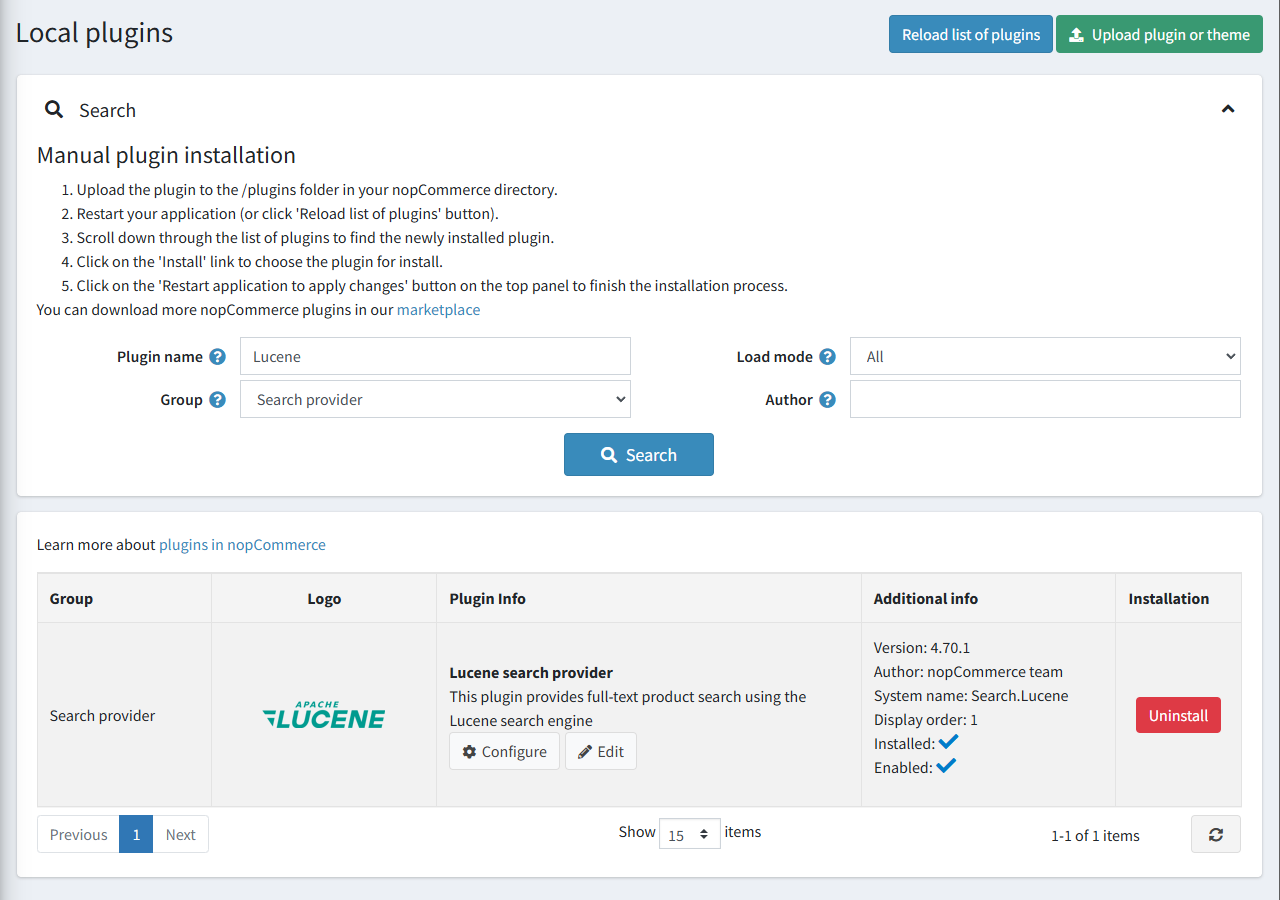 Local plugins
Reload list of plugins
Upload plugin or theme
Search
Manual plugin installation
1. Upload the plugin to the /plugins folder in your nopCommerce directory.
2. Restart your application (or click 'Reload list of plugins' button).
3. Scroll down through the list of plugins to find the newly installed plugin.
4. Click on the 'Install' link to choose the plugin for install.
5. Click on the 'Restart application to apply changes' button on the top panel to finish the installation process.
You can download more nopCommerce plugins in our marketplace
Plugin name ? Lucene
Load mode ? All
Group ? Search provider
Author ?
Search
Learn more about plugins in nopCommerce
Group Logo Plugin Info Additional info Installation
Search provider
APACHE
LUCENE
Lucene search provider
This plugin provides full-text product search using the
Lucene search engine
Configure Edit
Version: 4.70.1
Author: nopCommerce team
System name: Search.Lucene
Display order: 1
Installed:
Enabled:
Uninstall
Previous 1 Next
Show 15 items
1-1 of 1 items